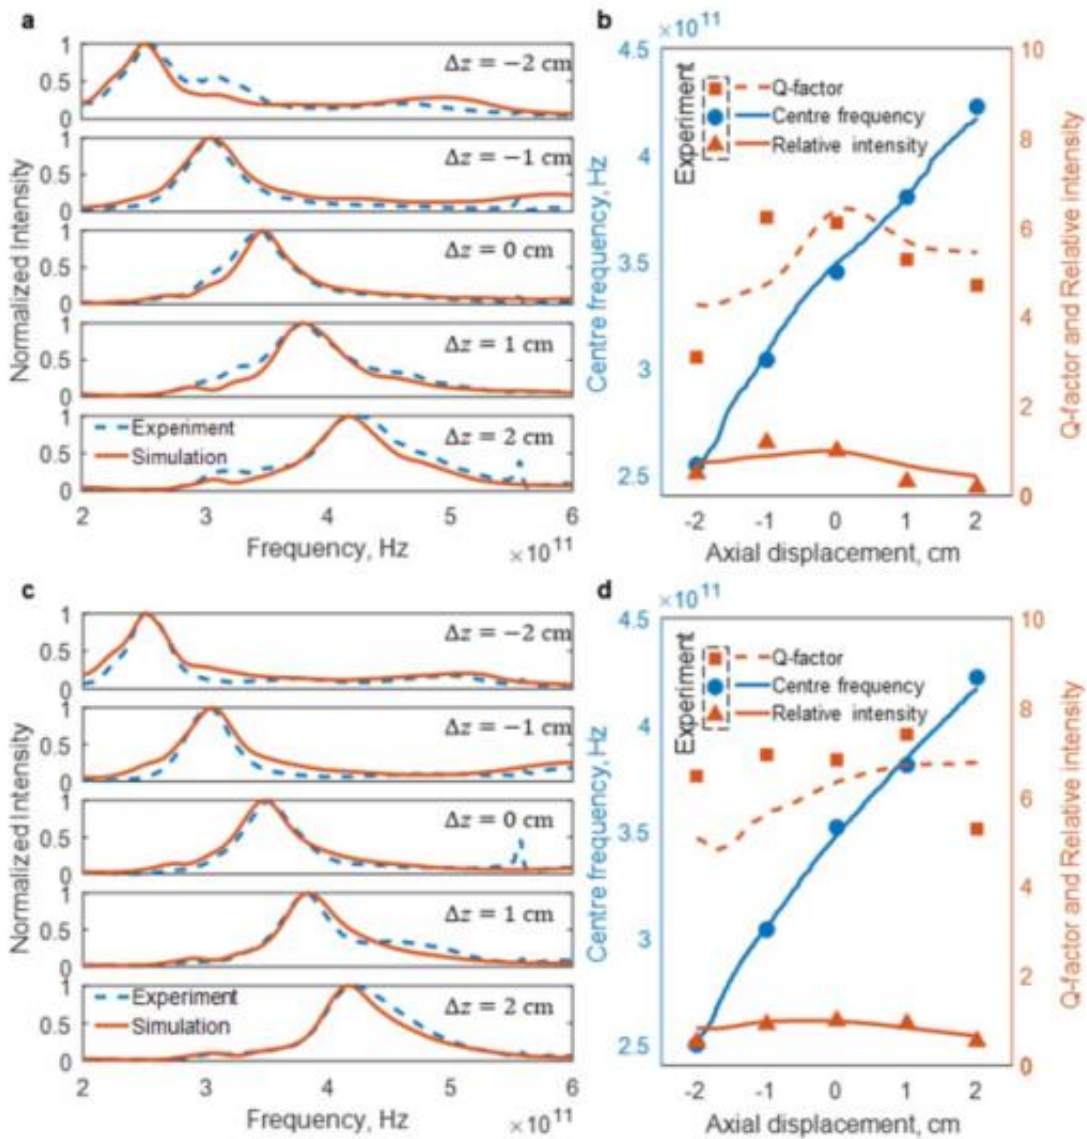 a
Normalized Intensity
1
0.5
0
Δz = −2 cm
1
0.5
0
Δz = −1 cm
1
0.5
0
Δz = 0 cm
1
0.5
0
Δz = 1 cm
1
0.5
0
Experiment
Simulation
Δz = 2 cm
2
3
4
5
6
Frequency, Hz
×10 11
b
×10 11
Centre frequency, Hz
4.5
4
3.5
3
2.5
Experiment
Q-factor
Centre frequency
Relative intensity
10
8
6
4
2
0
Q-factor and Relative intensity
-2
-1
0
1
2
Axial displacement, cm
c
Normalized Intensity
1
0.5
0
Δz = −2 cm
1
0.5
0
Δz = −1 cm
1
0.5
0
Δz = 0 cm
1
0.5
0
Δz = 1 cm
1
0.5
0
Experiment
Simulation
Δz = 2 cm
2
3
4
5
6
Frequency, Hz
×10 11
d
×10 11
Centre frequency, Hz
4.5
4
3.5
3
2.5
Experiment
Q-factor
Centre frequency
Relative intensity
10
8
6
4
2
0
Q-factor and Relative intensity
-2
-1
0
1
2
Axial displacement, cm